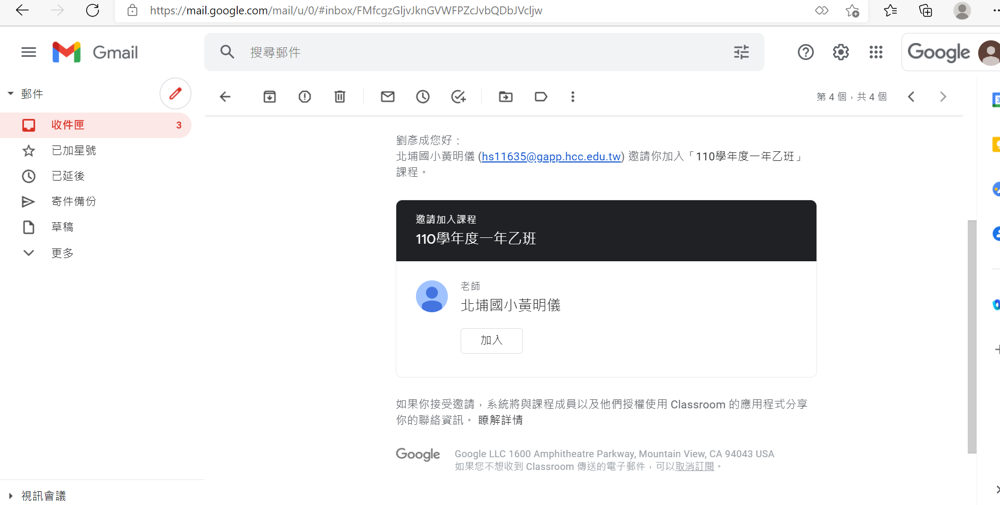 https://mail.google.com/mail/u/0/#inbox/FMfcgzGljvJknGVWFPZcJvbQDbJVcljw
Gmail
搜尋郵件
Google
郵件
第 4 個，共 4 個
收件匣 3
已加星號
已延後
寄件備份
草稿
更多
劉彥成您好：
北埔國小黃明儀 (hs11635@gapp.hcc.edu.tw) 邀請你加入「110學年度一年乙班」
課程。
邀請加入課程
110學年度一年乙班
老師
北埔國小黃明儀
加入
如果你接受邀請，系統將與課程成員以及他們授權使用 Classroom 的應用程式分享
你的聯絡資訊。 瞭解詳情
Google
Google LLC 1600 Amphitheatre Parkway, Mountain View, CA 94043 USA
如果您不想收到 Classroom 傳送的電子郵件，可以取消訂閱。
視訊會議